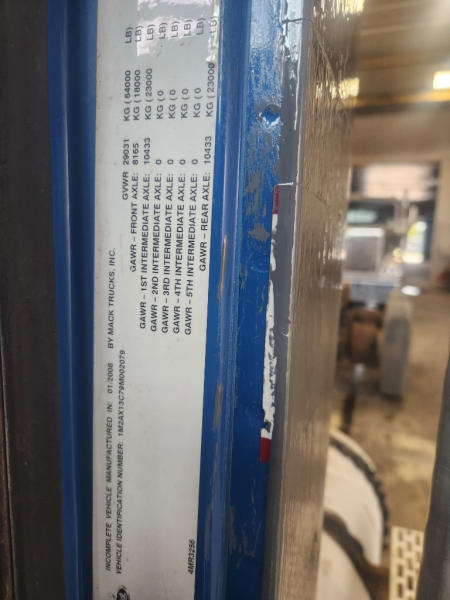 INCOMPLETE VEHICLE MANUFACTURED IN: 01/2008 BY MACK TRUCKS, INC.
VEHICLE IDENTIFICATION NUMBER: 1M2AX13C79M002079
GVWR 29031 KG ( 64000 LB)
GAWR - FRONT AXLE: 8165 KG ( 18000 LB)
GAWR - 1ST INTERMEDIATE AXLE: 10433 KG ( 23000 LB)
GAWR - 2ND INTERMEDIATE AXLE: 0 KG ( 0 LB)
GAWR - 3RD INTERMEDIATE AXLE: 0 KG ( 0 LB)
GAWR - 4TH INTERMEDIATE AXLE: 0 KG ( 0 LB)
GAWR - 5TH INTERMEDIATE AXLE: 0 KG ( 0 LB)
GAWR - REAR AXLE: 10433 KG ( 23000 LB)
4MR3256